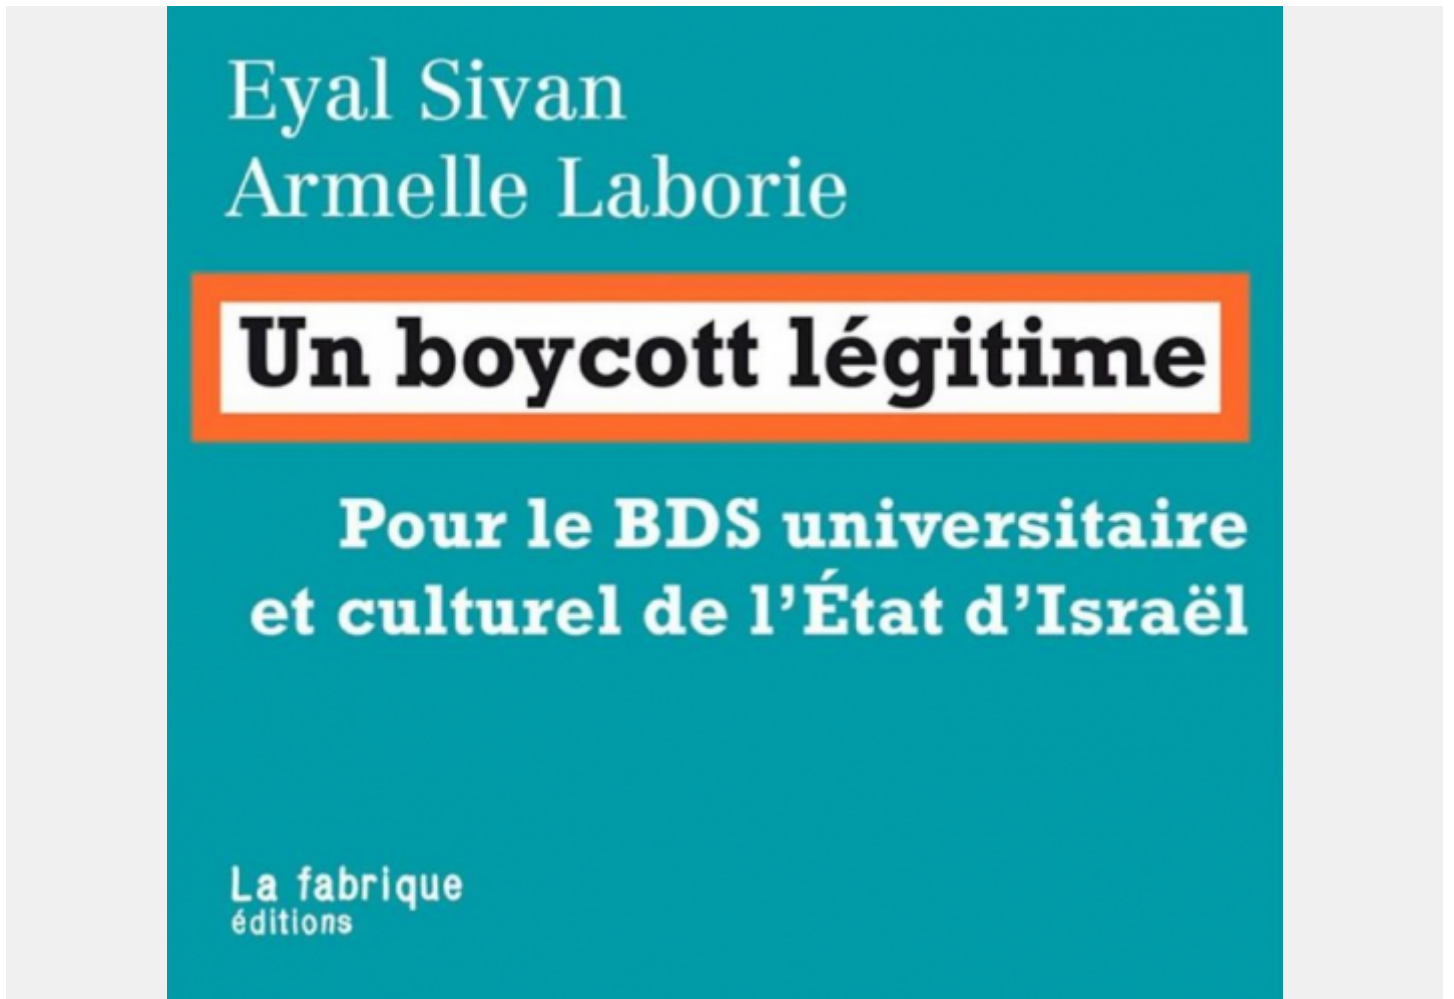 Eyal Sivan
Armelle Laborie
Un boycott légitime
Pour le BDS universitaire
et culturel de l’État d’Israël
La fabrique
éditions